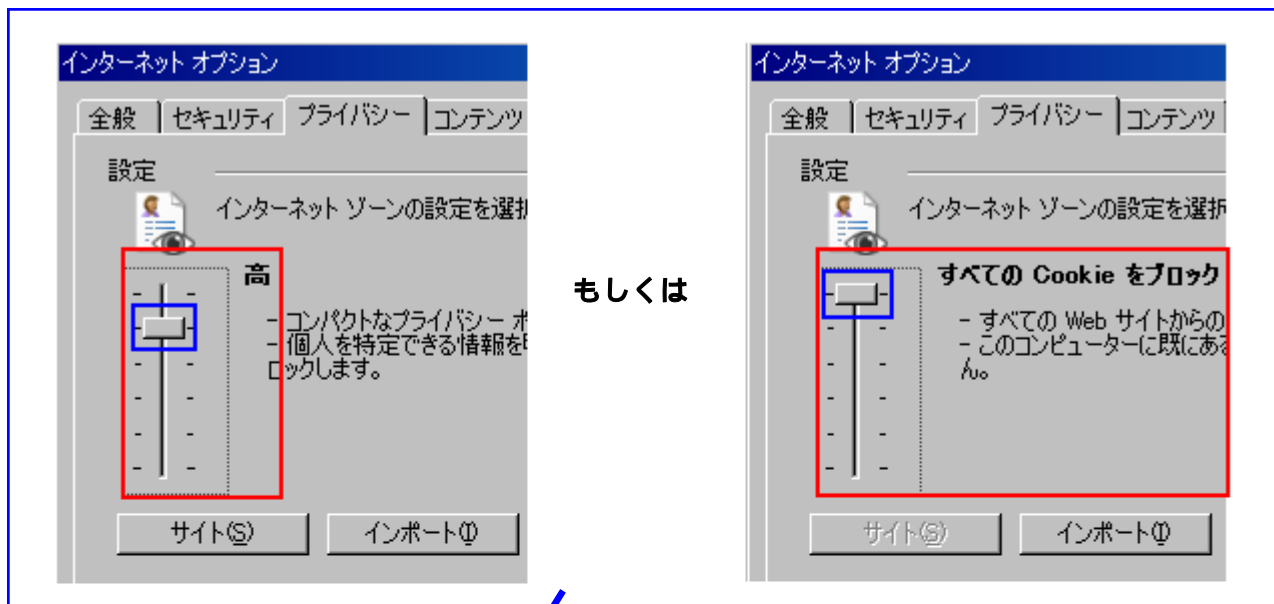 インターネット オプション
全般 セキュリティ プライバシー コンテンツ
設定
インターネット ゾーンの設定を選択
高
- コンパクトなプライバシー ポ
- 個人を特定できる情報を
ロックします。
サイト(S) インポート(I)
もしくは
インターネット オプション
全般 セキュリティ プライバシー コンテンツ
設定
インターネット ゾーンの設定を選択
すべての Cookie をブロック
- すべての Web サイトからの
- このコンピューターに既にある
ん。
サイト(S) インポート(I)